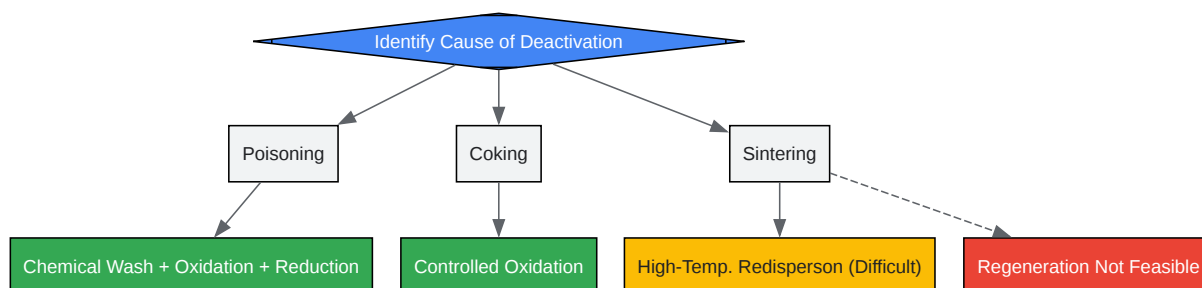 Identify Cause of Deactivation
Poisoning
Coking
Sintering
Chemical Wash + Oxidation + Reduction
Controlled Oxidation
High-Temp. Redisperson (Difficult)
Regeneration Not Feasible